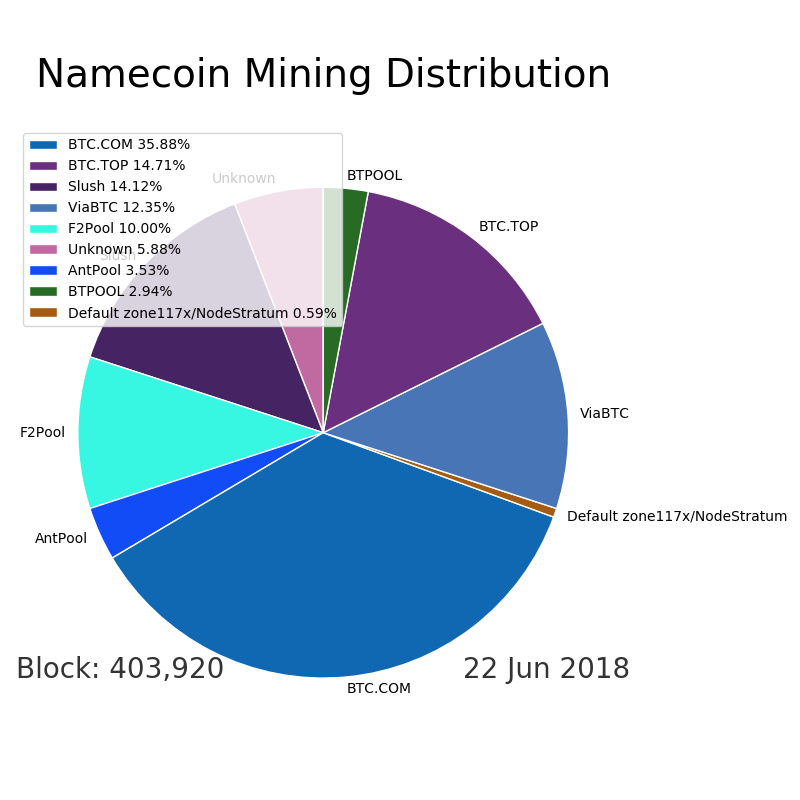 Namecoin Mining Distribution
BTC.COM 35.88%
BTC.TOP 14.71%
Slush 14.12%
ViaBTC 12.35%
F2Pool 10.00%
Unknown 5.88%
AntPool 3.53%
BTPOOL 2.94%
Default zone117x/NodeStratum 0.59%
Unknown
BTPOOL
BTC.TOP
Slush
ViaBTC
F2Pool
Default zone117x/NodeStratum
AntPool
Block: 403,920
22 Jun 2018
BTC.COM